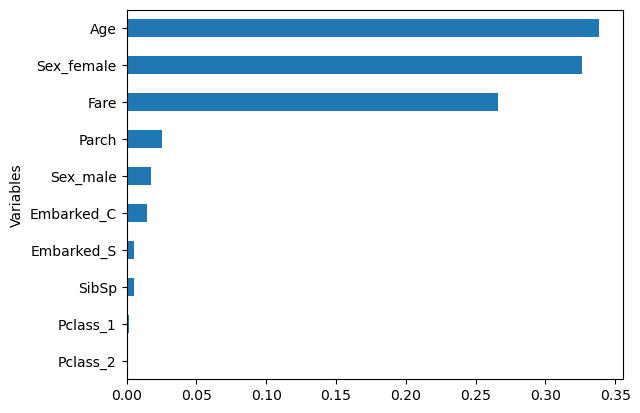 Age
Sex_female
Fare
Parch
Sex_male
Embarked_C
Embarked_S
SibSp
Pclass_1
Pclass_2
Variables
0.00 0.05 0.10 0.15 0.20 0.25 0.30 0.35